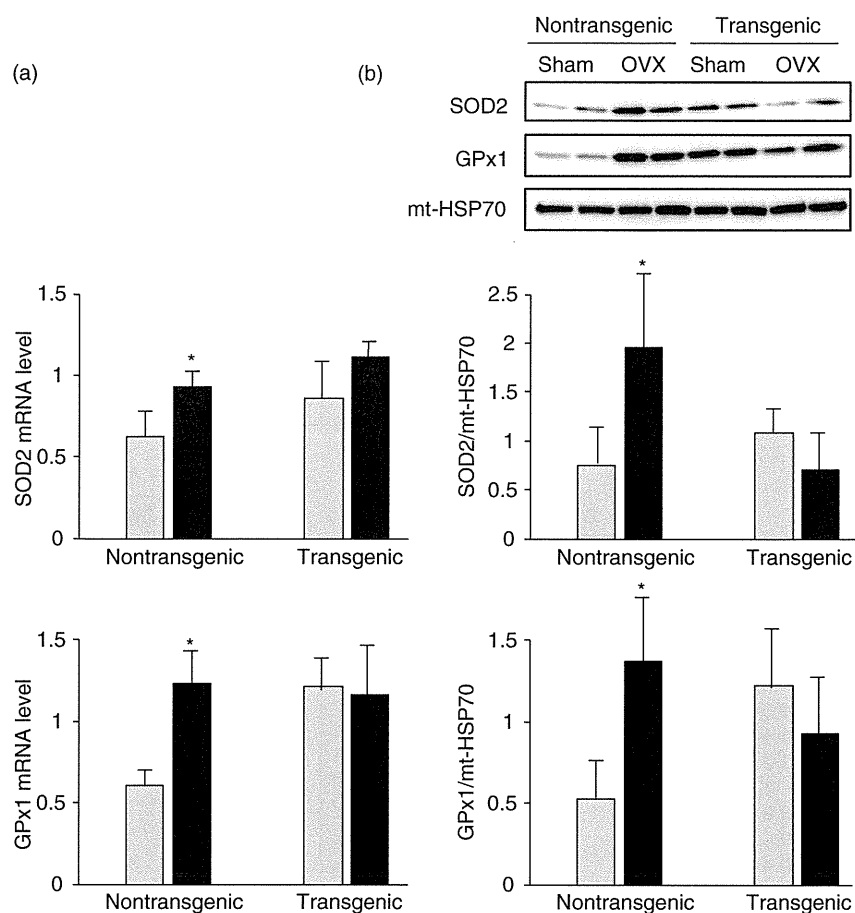 (a)
(b)
Nontransgenic Transgenic
Sham OVX Sham OVX
SOD2
GPx1
mt-HSP70
SOD2 mRNA level
1.5
1
0.5
0
*
Nontransgenic Transgenic
SOD2/mt-HSP70
2.5
2
1.5
1
0.5
0
*
Nontransgenic Transgenic
GPx1 mRNA level
1.5
1
0.5
0
*
Nontransgenic Transgenic
GPx1/mt-HSP70
1.5
1
0.5
0
*
Nontransgenic Transgenic